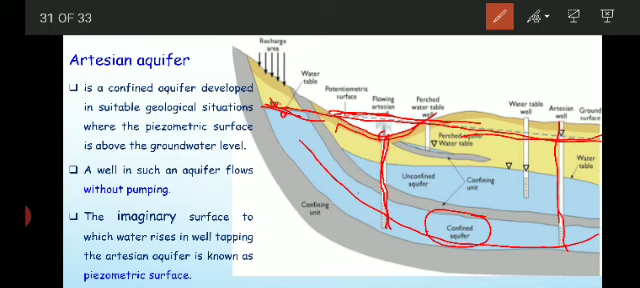 31 OF 33
Artesian aquifer
is a confined aquifer developed
in suitable geological situations
where the piezometric surface
is above the groundwater level.
A well in such an aquifer flows
without pumping.
The imaginary surface to
which water rises in well tapping
the artesian aquifer is known as
piezometric surface.
Recharge
area
Water
table
Potentiometric
surface
Flowing
artesian
Perched
water table
well
Water table
well
Artesian
well
Ground
surface
Perched aquifer
Water table
Unconfined
aquifer
Confining
unit
Water
table
Confining
unit
Confined
aquifer